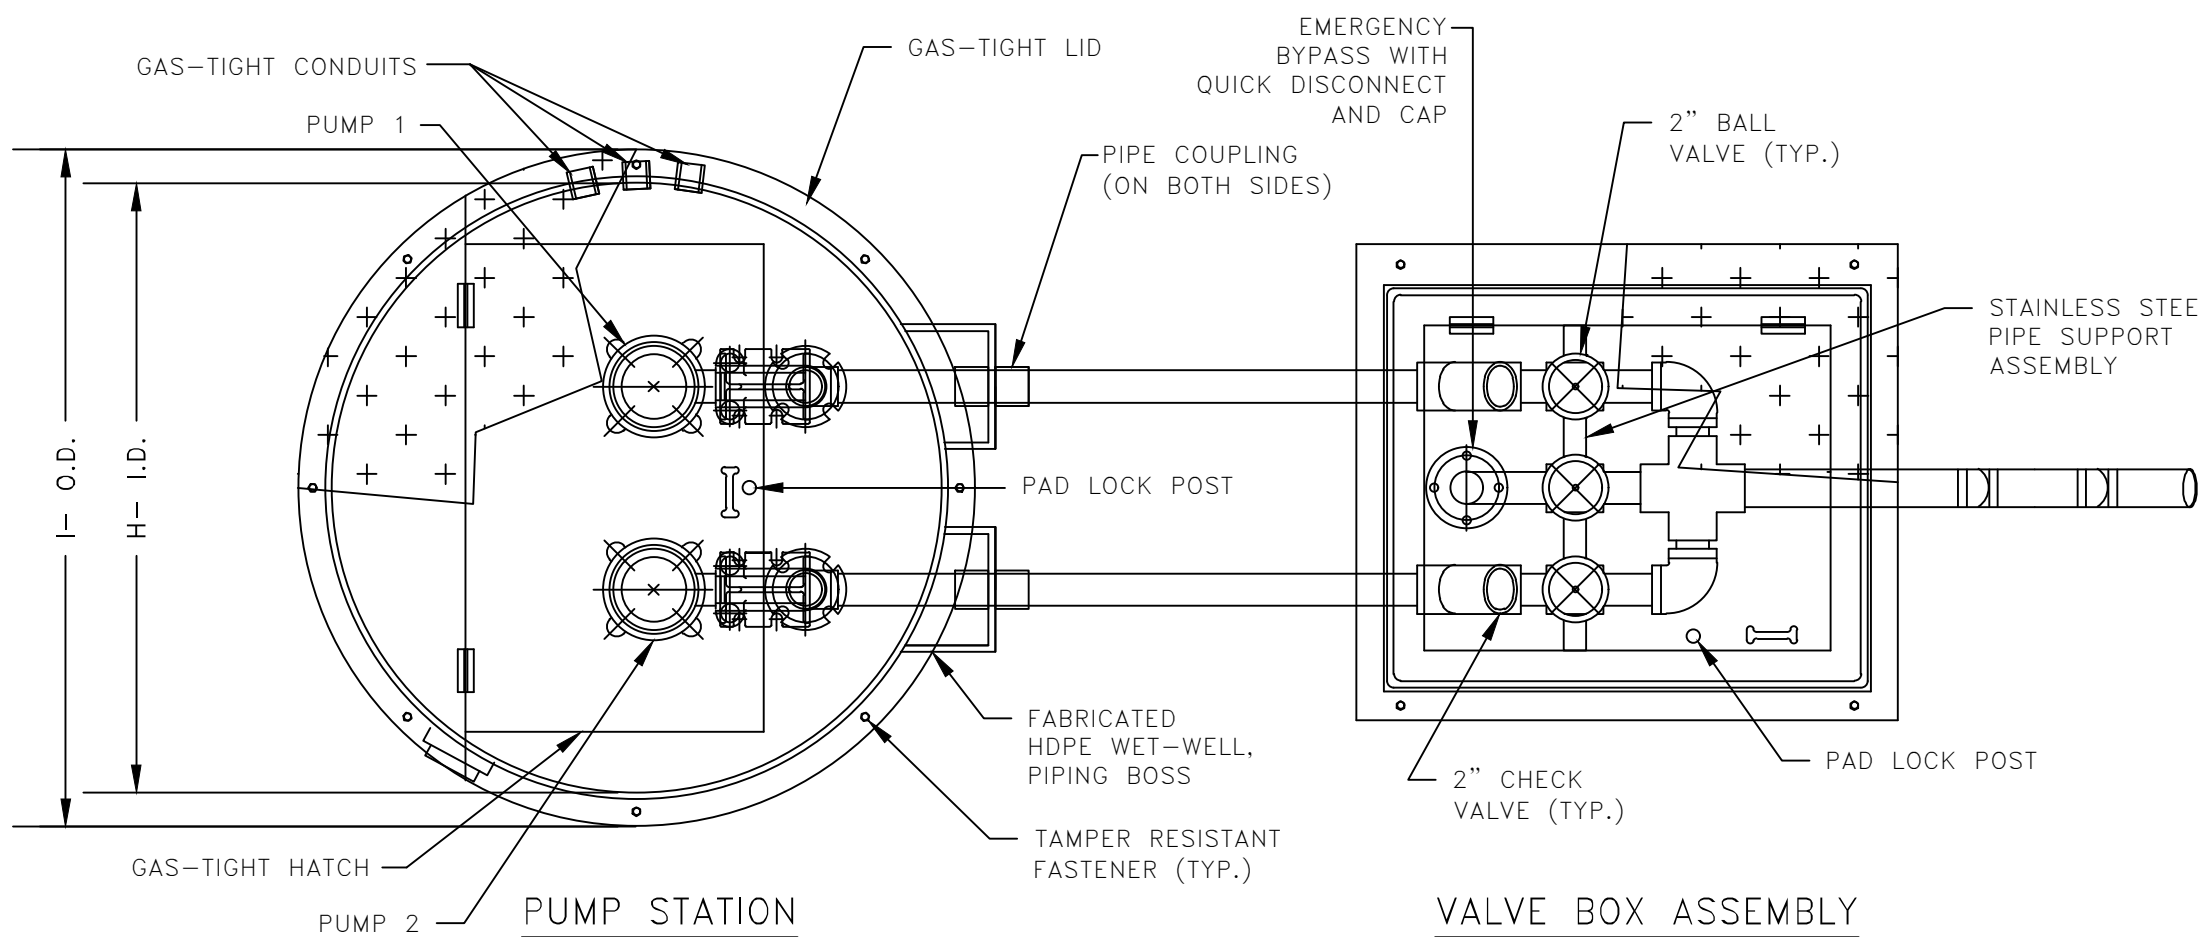 GAS-TIGHT CONDUITS
PUMP 1
GAS-TIGHT LID
EMERGENCY
BYPASS WITH
QUICK DISCONNECT
AND CAP
2" BALL
VALVE (TYP.)
PIPE COUPLING
(ON BOTH SIDES)
STAINLESS STEE
PIPE SUPPORT
ASSEMBLY
I- O.D.
H- I.D.
PAD LOCK POST
FABRICATED
HDPE WET-WELL,
PIPING BOSS
2" CHECK
VALVE (TYP.)
PAD LOCK POST
TAMPER RESISTANT
FASTENER (TYP.)
GAS-TIGHT HATCH
PUMP 2
PUMP STATION
VALVE BOX ASSEMBLY